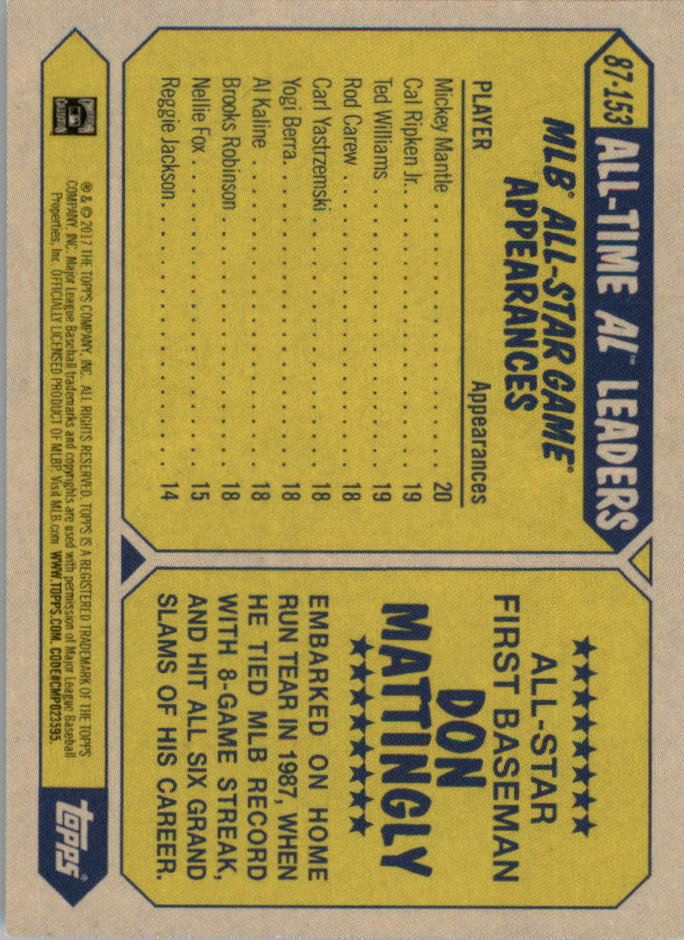 87-153
ALL-TIME AL™ LEADERS
MLB® ALL-STAR GAME®
APPEARANCES
PLAYER Appearances
Mickey Mantle . . . . . . . . . . . . . . . . . 20
Cal Ripken Jr. . . . . . . . . . . . . . . . . . 19
Ted Williams . . . . . . . . . . . . . . . . . . 19
Rod Carew . . . . . . . . . . . . . . . . . . . 18
Carl Yastrzemski . . . . . . . . . . . . . . . 18
Yogi Berra. . . . . . . . . . . . . . . . . . . . 18
Al Kaline . . . . . . . . . . . . . . . . . . . . . 18
Brooks Robinson . . . . . . . . . . . . . . . 18
Nellie Fox . . . . . . . . . . . . . . . . . . . . 15
Reggie Jackson. . . . . . . . . . . . . . . . . 14
ALL-STAR
FIRST BASEMAN
DON
MATTINGLY
EMBARKED ON HOME
RUN TEAR IN 1987, WHEN
HE TIED MLB RECORD
WITH 8-GAME STREAK,
AND HIT ALL SIX GRAND
SLAMS OF HIS CAREER.
® & © 2017 THE TOPPS COMPANY, INC. ALL RIGHTS RESERVED. TOPPS IS A REGISTERED TRADEMARK OF THE TOPPS
COMPANY, INC. Major League Baseball trademarks and copyrights are used with permission of Major League Baseball
Properties, Inc. OFFICIALLY LICENSED PRODUCT OF MLBP. Visit MLB.com WWW.TOPPS.COM. CODE#CMP023595.
topps®